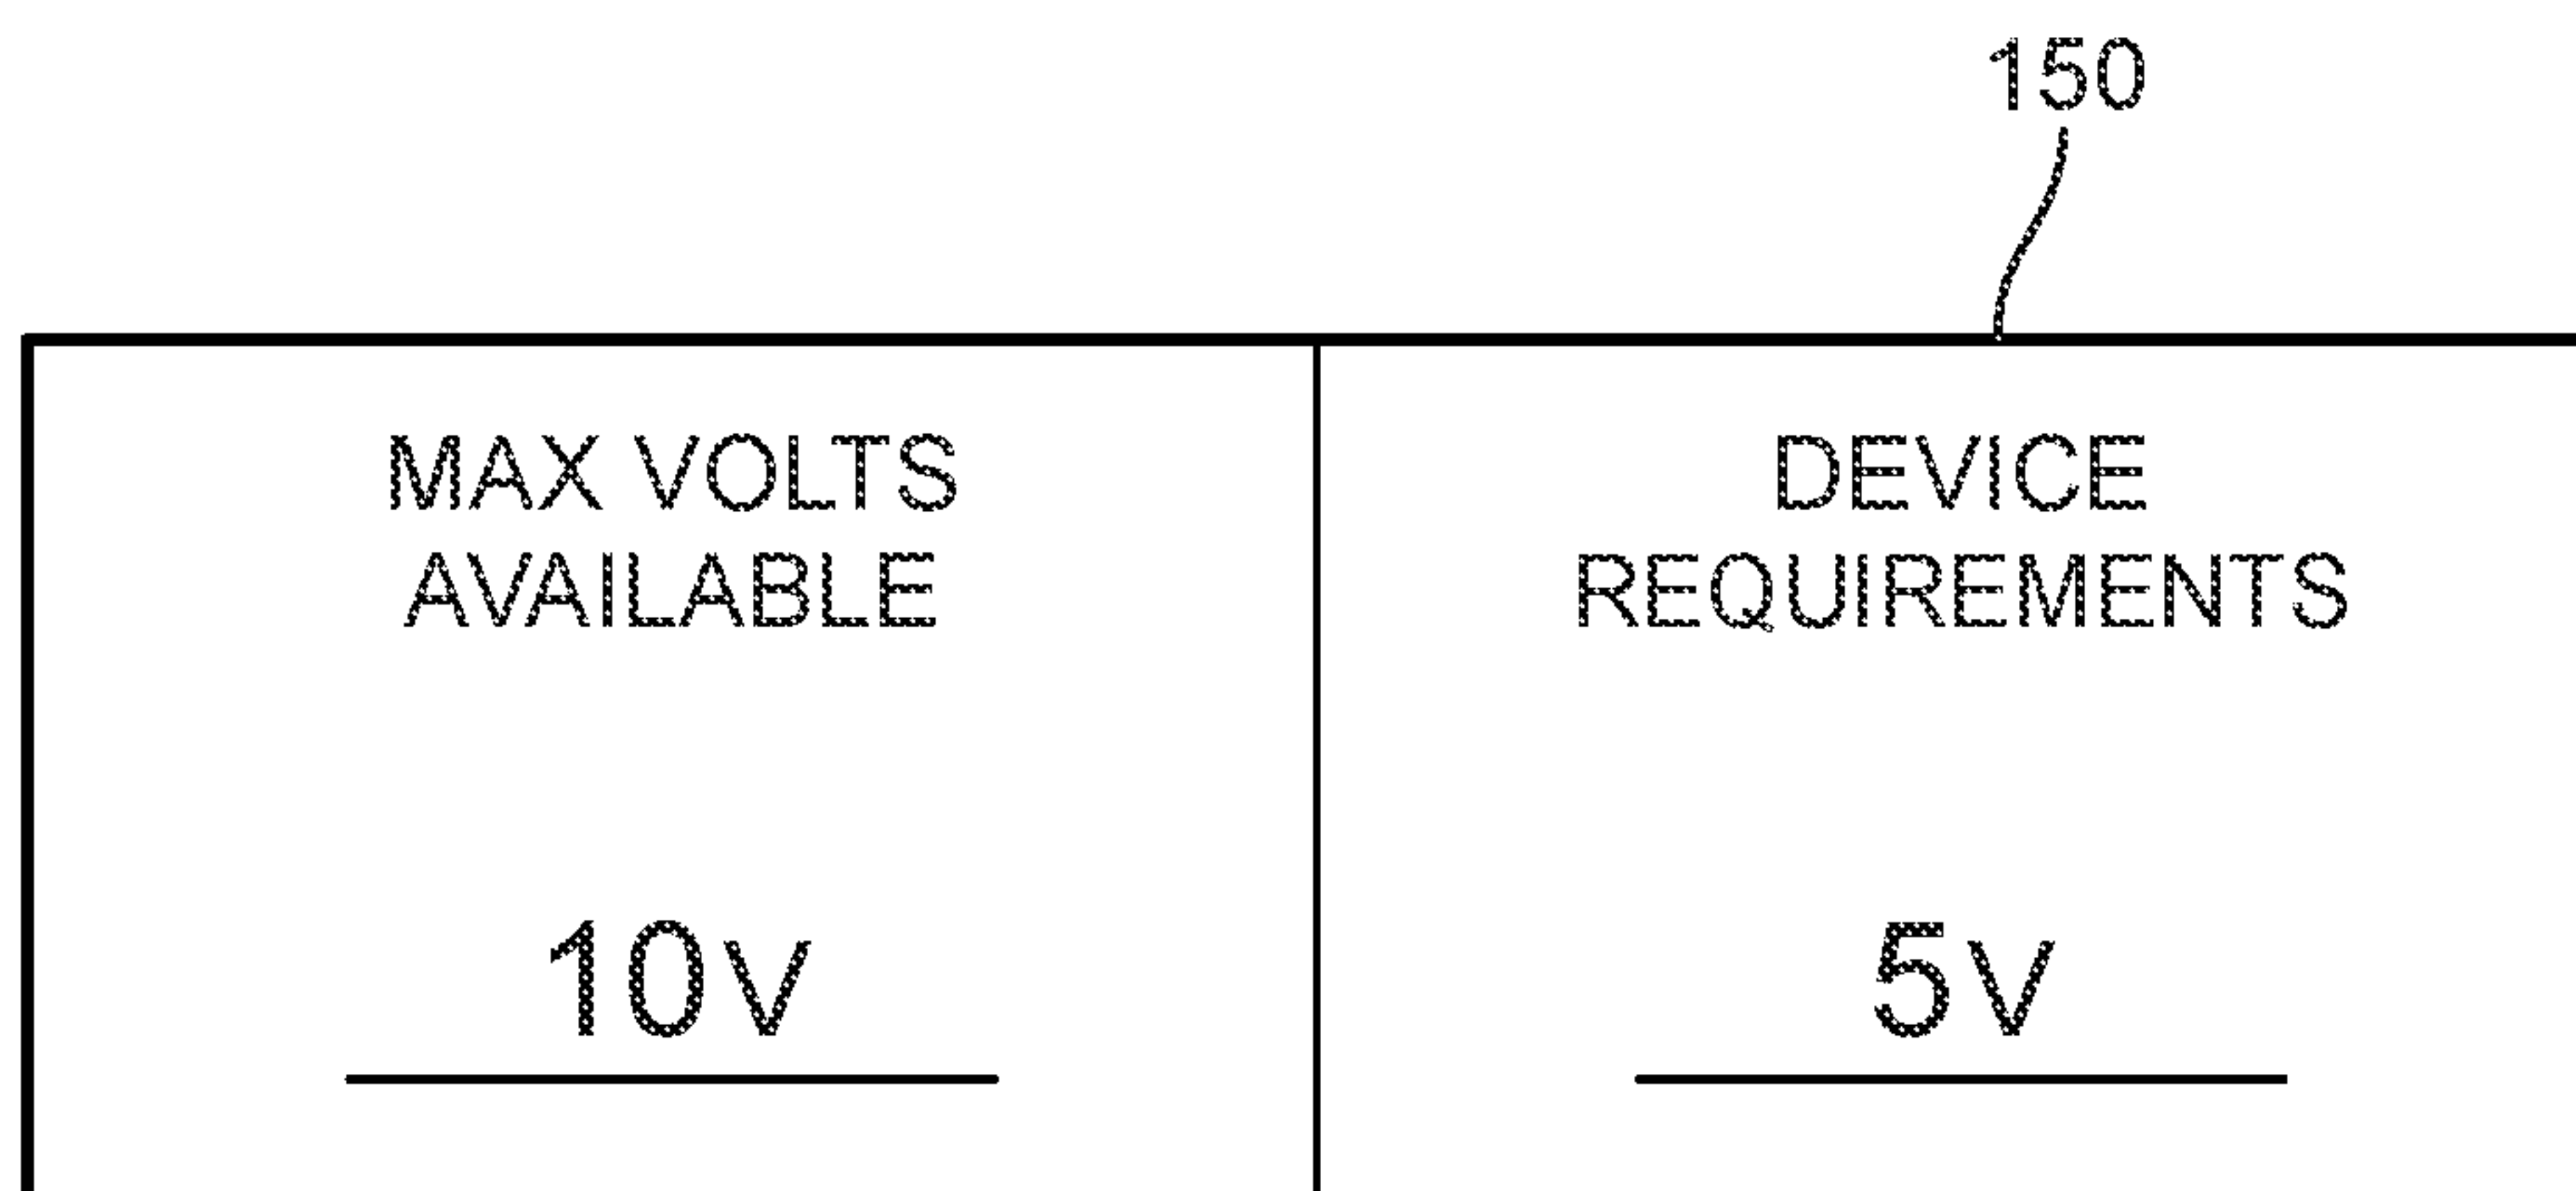 150
MAX VOLTS
AVAILABLE
10V
DEVICE
REQUIREMENTS
5V